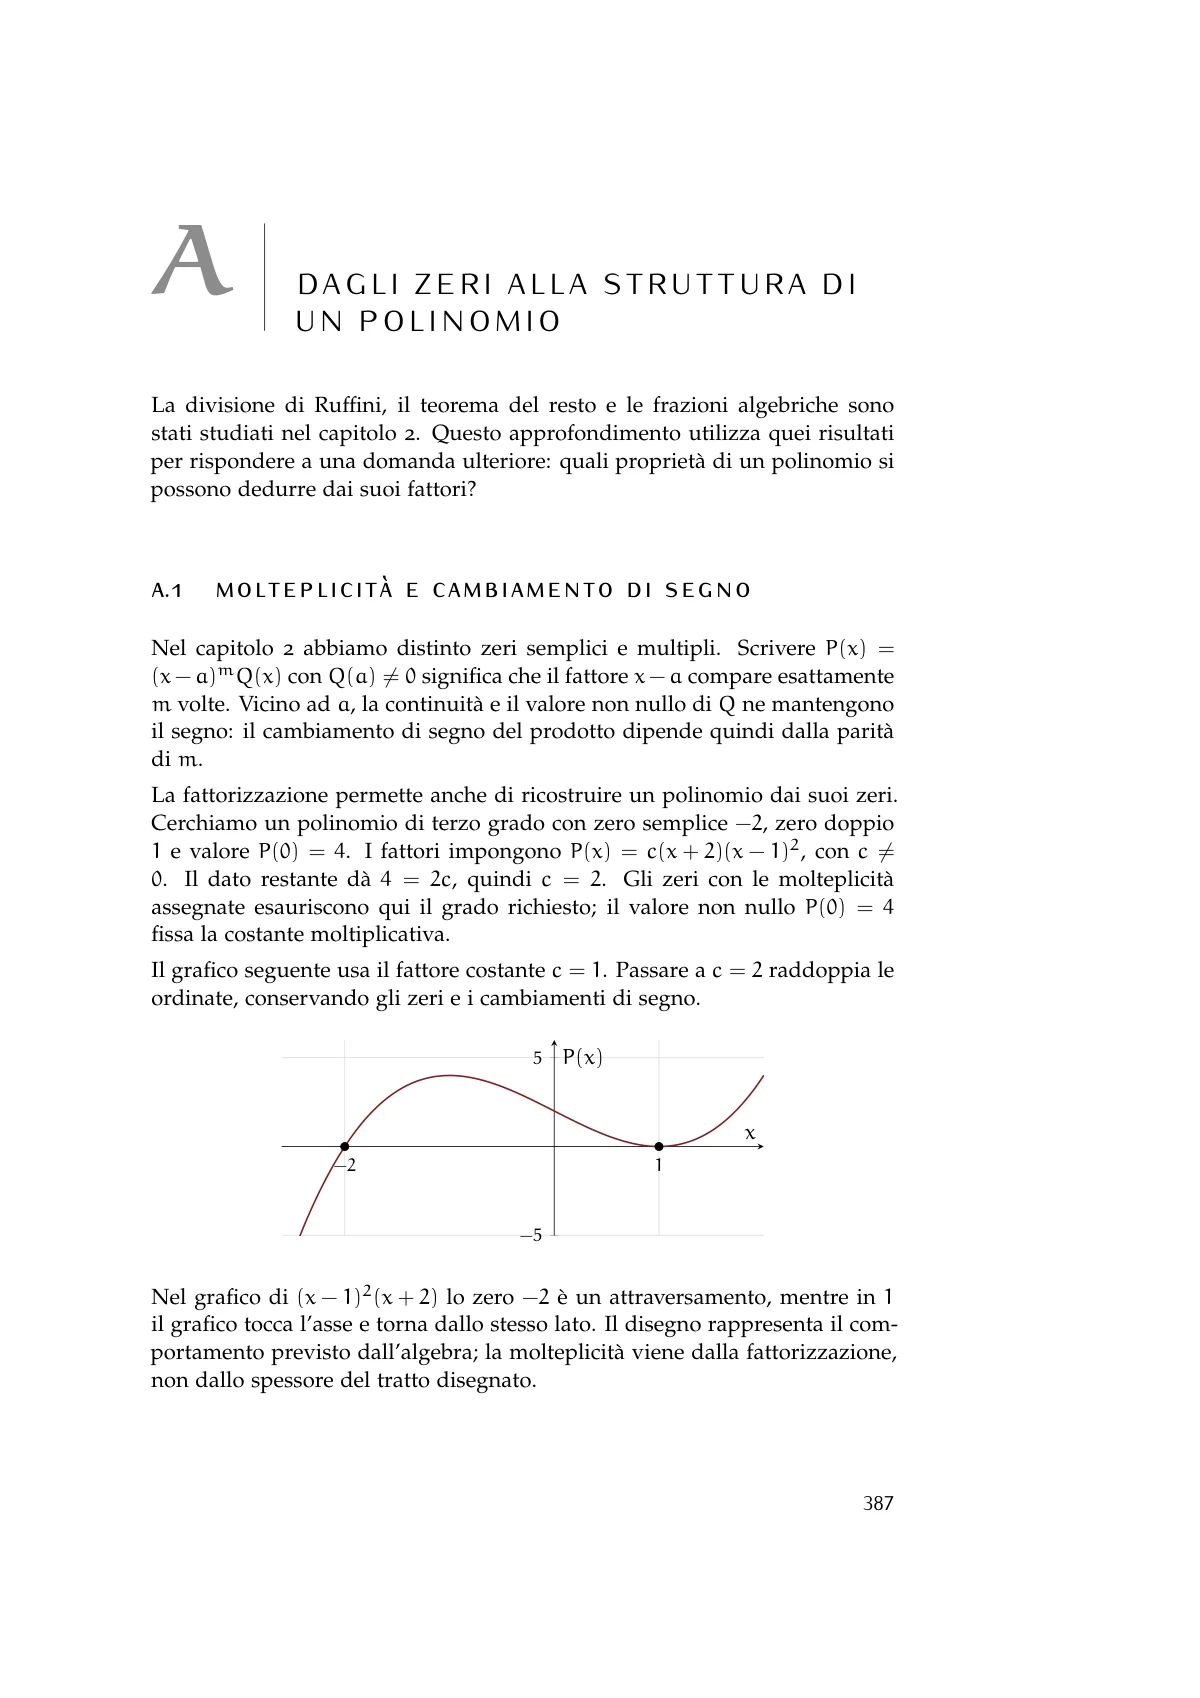 A
DAGLI ZERI ALLA STRUTTURA DI
UN POLINOMIO
La divisione di Ruffini, il teorema del resto e le frazioni algebriche sono
stati studiati nel capitolo 2. Questo approfondimento utilizza quei risultati
per rispondere a una domanda ulteriore: quali proprietà di un polinomio si
possono dedurre dai suoi fattori?
A.1 MOLTEPLICITÀ E CAMBIAMENTO DI SEGNO
Nel capitolo 2 abbiamo distinto zeri semplici e multipli. Scrivere P(x) =
(x − a)^m Q(x) con Q(a) ≠ 0 significa che il fattore x − a compare esattamente
m volte. Vicino ad a, la continuità e il valore non nullo di Q ne mantengono
il segno: il cambiamento di segno del prodotto dipende quindi dalla parità
di m.
La fattorizzazione permette anche di ricostruire un polinomio dai suoi zeri.
Cerchiamo un polinomio di terzo grado con zero semplice −2, zero doppio
1 e valore P(0) = 4. I fattori impongono P(x) = c(x + 2)(x − 1)², con c ≠
0. Il dato restante dà 4 = 2c, quindi c = 2. Gli zeri con le molteplicità
assegnate esauriscono qui il grado richiesto; il valore non nullo P(0) = 4
fissa la costante moltiplicativa.
Il grafico seguente usa il fattore costante c = 1. Passare a c = 2 raddoppia le
ordinate, conservando gli zeri e i cambiamenti di segno.
5 P(x)
x
−2 1
−5
Nel grafico di (x − 1)²(x + 2) lo zero −2 è un attraversamento, mentre in 1
il grafico tocca l'asse e torna dallo stesso lato. Il disegno rappresenta il com-
portamento previsto dall'algebra; la molteplicità viene dalla fattorizzazione,
non dallo spessore del tratto disegnato.
387